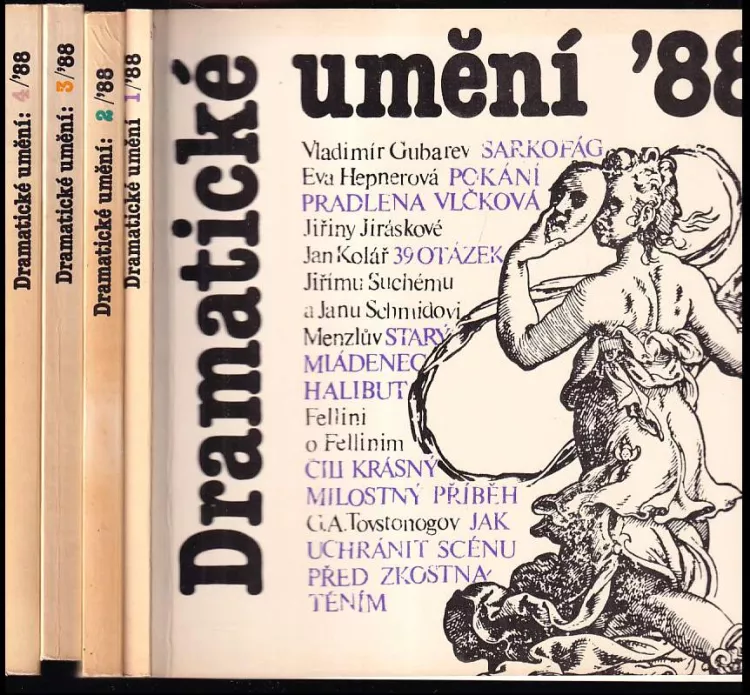 Dramatické umění: 4/'88
Dramatické umění: 3/'88
Dramatické umění: 2/'88
Dramatické umění 1/'88
Dramatické
umění '88
Vladimír Gubarev SARKOFÁG
Eva Hepnerová POKÁNÍ
PRADLENA VLČKOVÁ
Jiřiny Jiráskové
Jan Kolář 39 OTÁZEK
Jiřímu Suchému
a Janu Schmidovi
Menzlův STARÝ
MLÁDENEC
HALIBUT
Fellini
o Fellinim
ČILI KRÁSNÝ
MILOSTNÝ PŘÍBĚH
G.A.Tovstonogov JAK
UCHRÁNIT SCÉNU
PŘED ZKOSTNA-
TĚNÍM